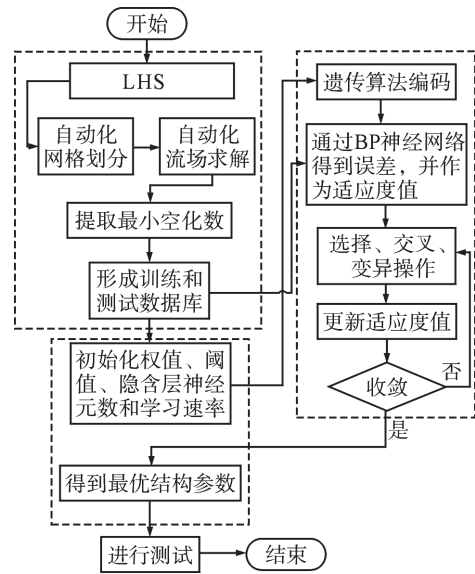 开始
LHS
自动化
网格划分
自动化
流场求解
提取最小空化数
形成训练和
测试数据库
初始化权值、阈
值、隐含层神经
元数和学习速率
得到最优结构参数
进行测试
结束
遗传算法编码
通过BP神经网络
得到误差，并作
为适应度值
选择、交叉、
变异操作
更新适应度值
收敛
否
是